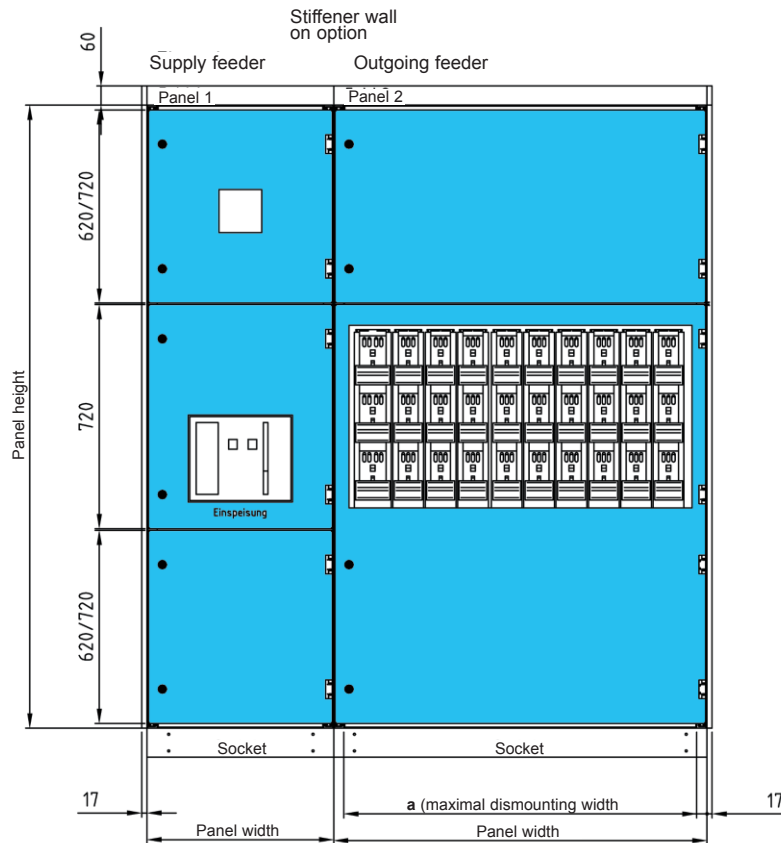 Stiffener wall
on option
60
Supply feeder
Outgoing feeder
Panel 1
Panel 2
620/720
Panel height
720
Einspeisung
620/720
Socket
Socket
17
a (maximal dismounting width
17
Panel width
Panel width